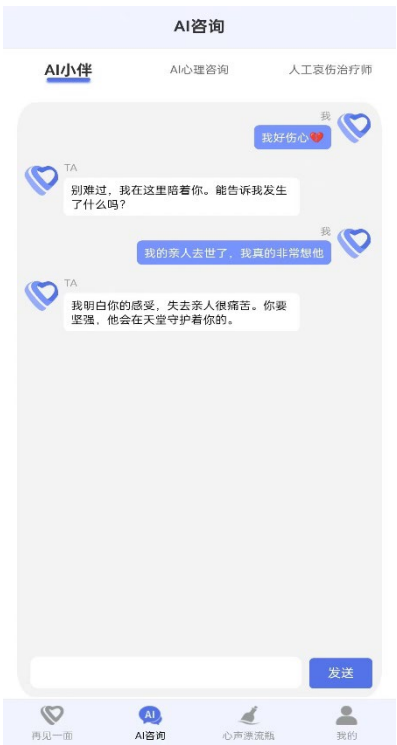 AI咨询
AI小伴
AI心理咨询
人工哀伤治疗师
我
我好伤心💔
TA
别难过，我在这里陪着你。能告诉我发生
了什么吗？
我
我的亲人去世了，我真的非常想他
TA
我明白你的感受，失去亲人很痛苦。你要
坚强，他会在天堂守护着你的。
发送
再见一面
AI
AI咨询
心声漂流瓶
我的